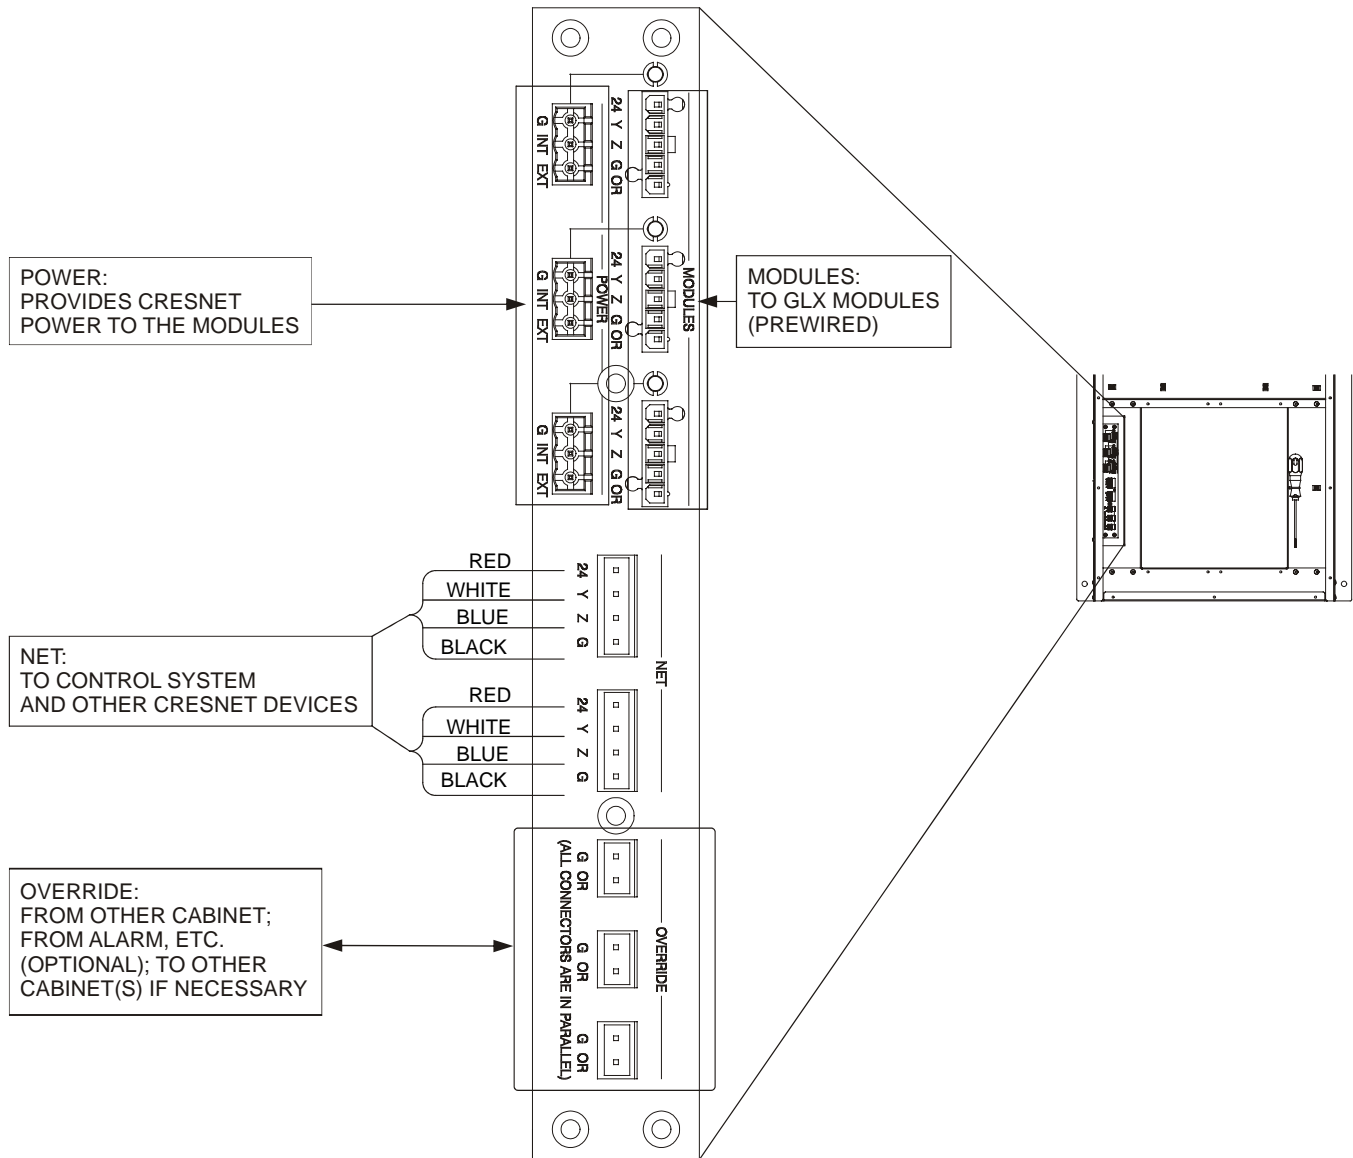 G INT EXT
24 Y Z G OR
POWER:
PROVIDES CRESNET
POWER TO THE MODULES
G INT EXT
POWER
24 Y Z G OR
MODULES
MODULES:
TO GLX MODULES
(PREWIRED)
G INT EXT
24 Y Z G OR
NET:
TO CONTROL SYSTEM
AND OTHER CRESNET DEVICES
RED
WHITE
BLUE
BLACK
24 Y Z G
NET
RED
WHITE
BLUE
BLACK
24 Y Z G
OVERRIDE:
FROM OTHER CABINET;
FROM ALARM, ETC.
(OPTIONAL); TO OTHER
CABINET(S) IF NECESSARY
(ALL CONNECTORS ARE IN PARALLEL)
G OR
G OR
G OR
OVERRIDE